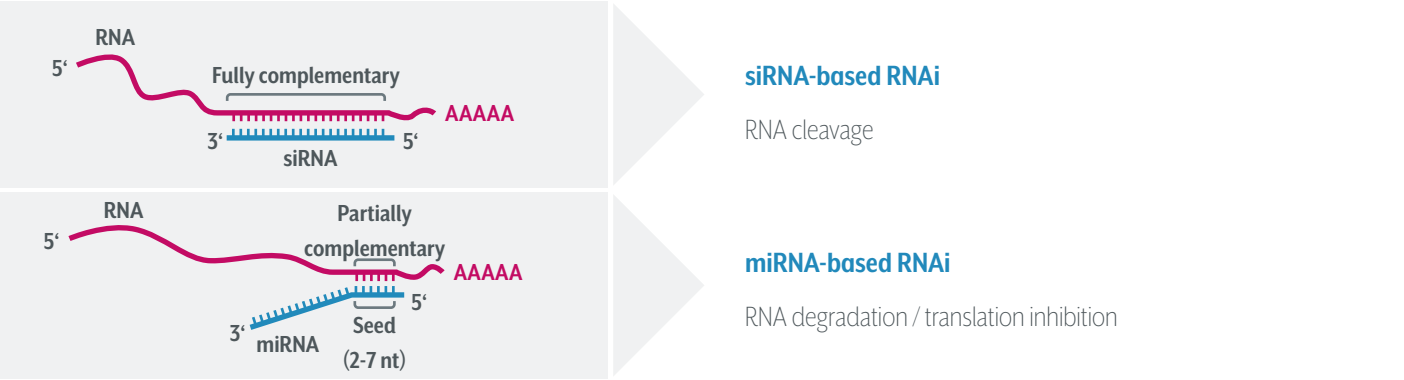 RNA
5‘
Fully complementary
AAAAA
3‘
5‘
siRNA
siRNA-based RNAi
RNA cleavage
RNA
5‘
Partially
complementary
AAAAA
5‘
3‘
miRNA
Seed
(2-7 nt)
miRNA-based RNAi
RNA degradation / translation inhibition